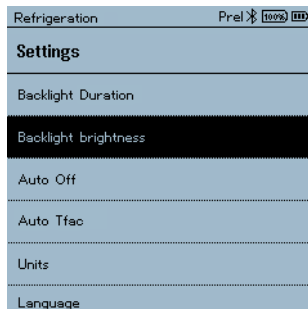 Refrigeration Prel 100%
Settings
Backlight Duration
Backlight brightness
Auto Off
Auto Tfac
Units
Language